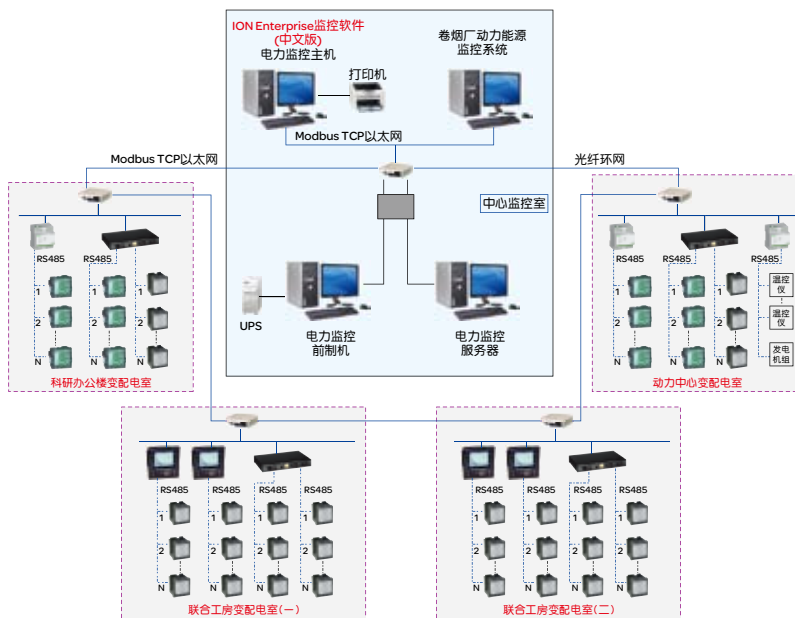 ION Enterprise监控软件
(中文版)
电力监控主机
打印机
卷烟厂动力能源
监控系统
Modbus TCP以太网
Modbus TCP以太网
光纤环网
中心监控室
UPS
电力监控
前制机
电力监控
服务器
RS485
RS485
1
1
1
2
2
2
N
N
N
科研办公楼变配电室
RS485
RS485
RS485
1
1
1
温控
仪
2
2
2
温控
仪
N
N
N
发电
机组
动力中心变配电室
RS485
RS485
RS485
RS485
1
1
1
1
2
2
2
2
N
N
N
N
联合工房变配电室(一)
RS485
RS485
RS485
RS485
1
1
1
1
2
2
2
2
N
N
N
N
联合工房变配电室(二)